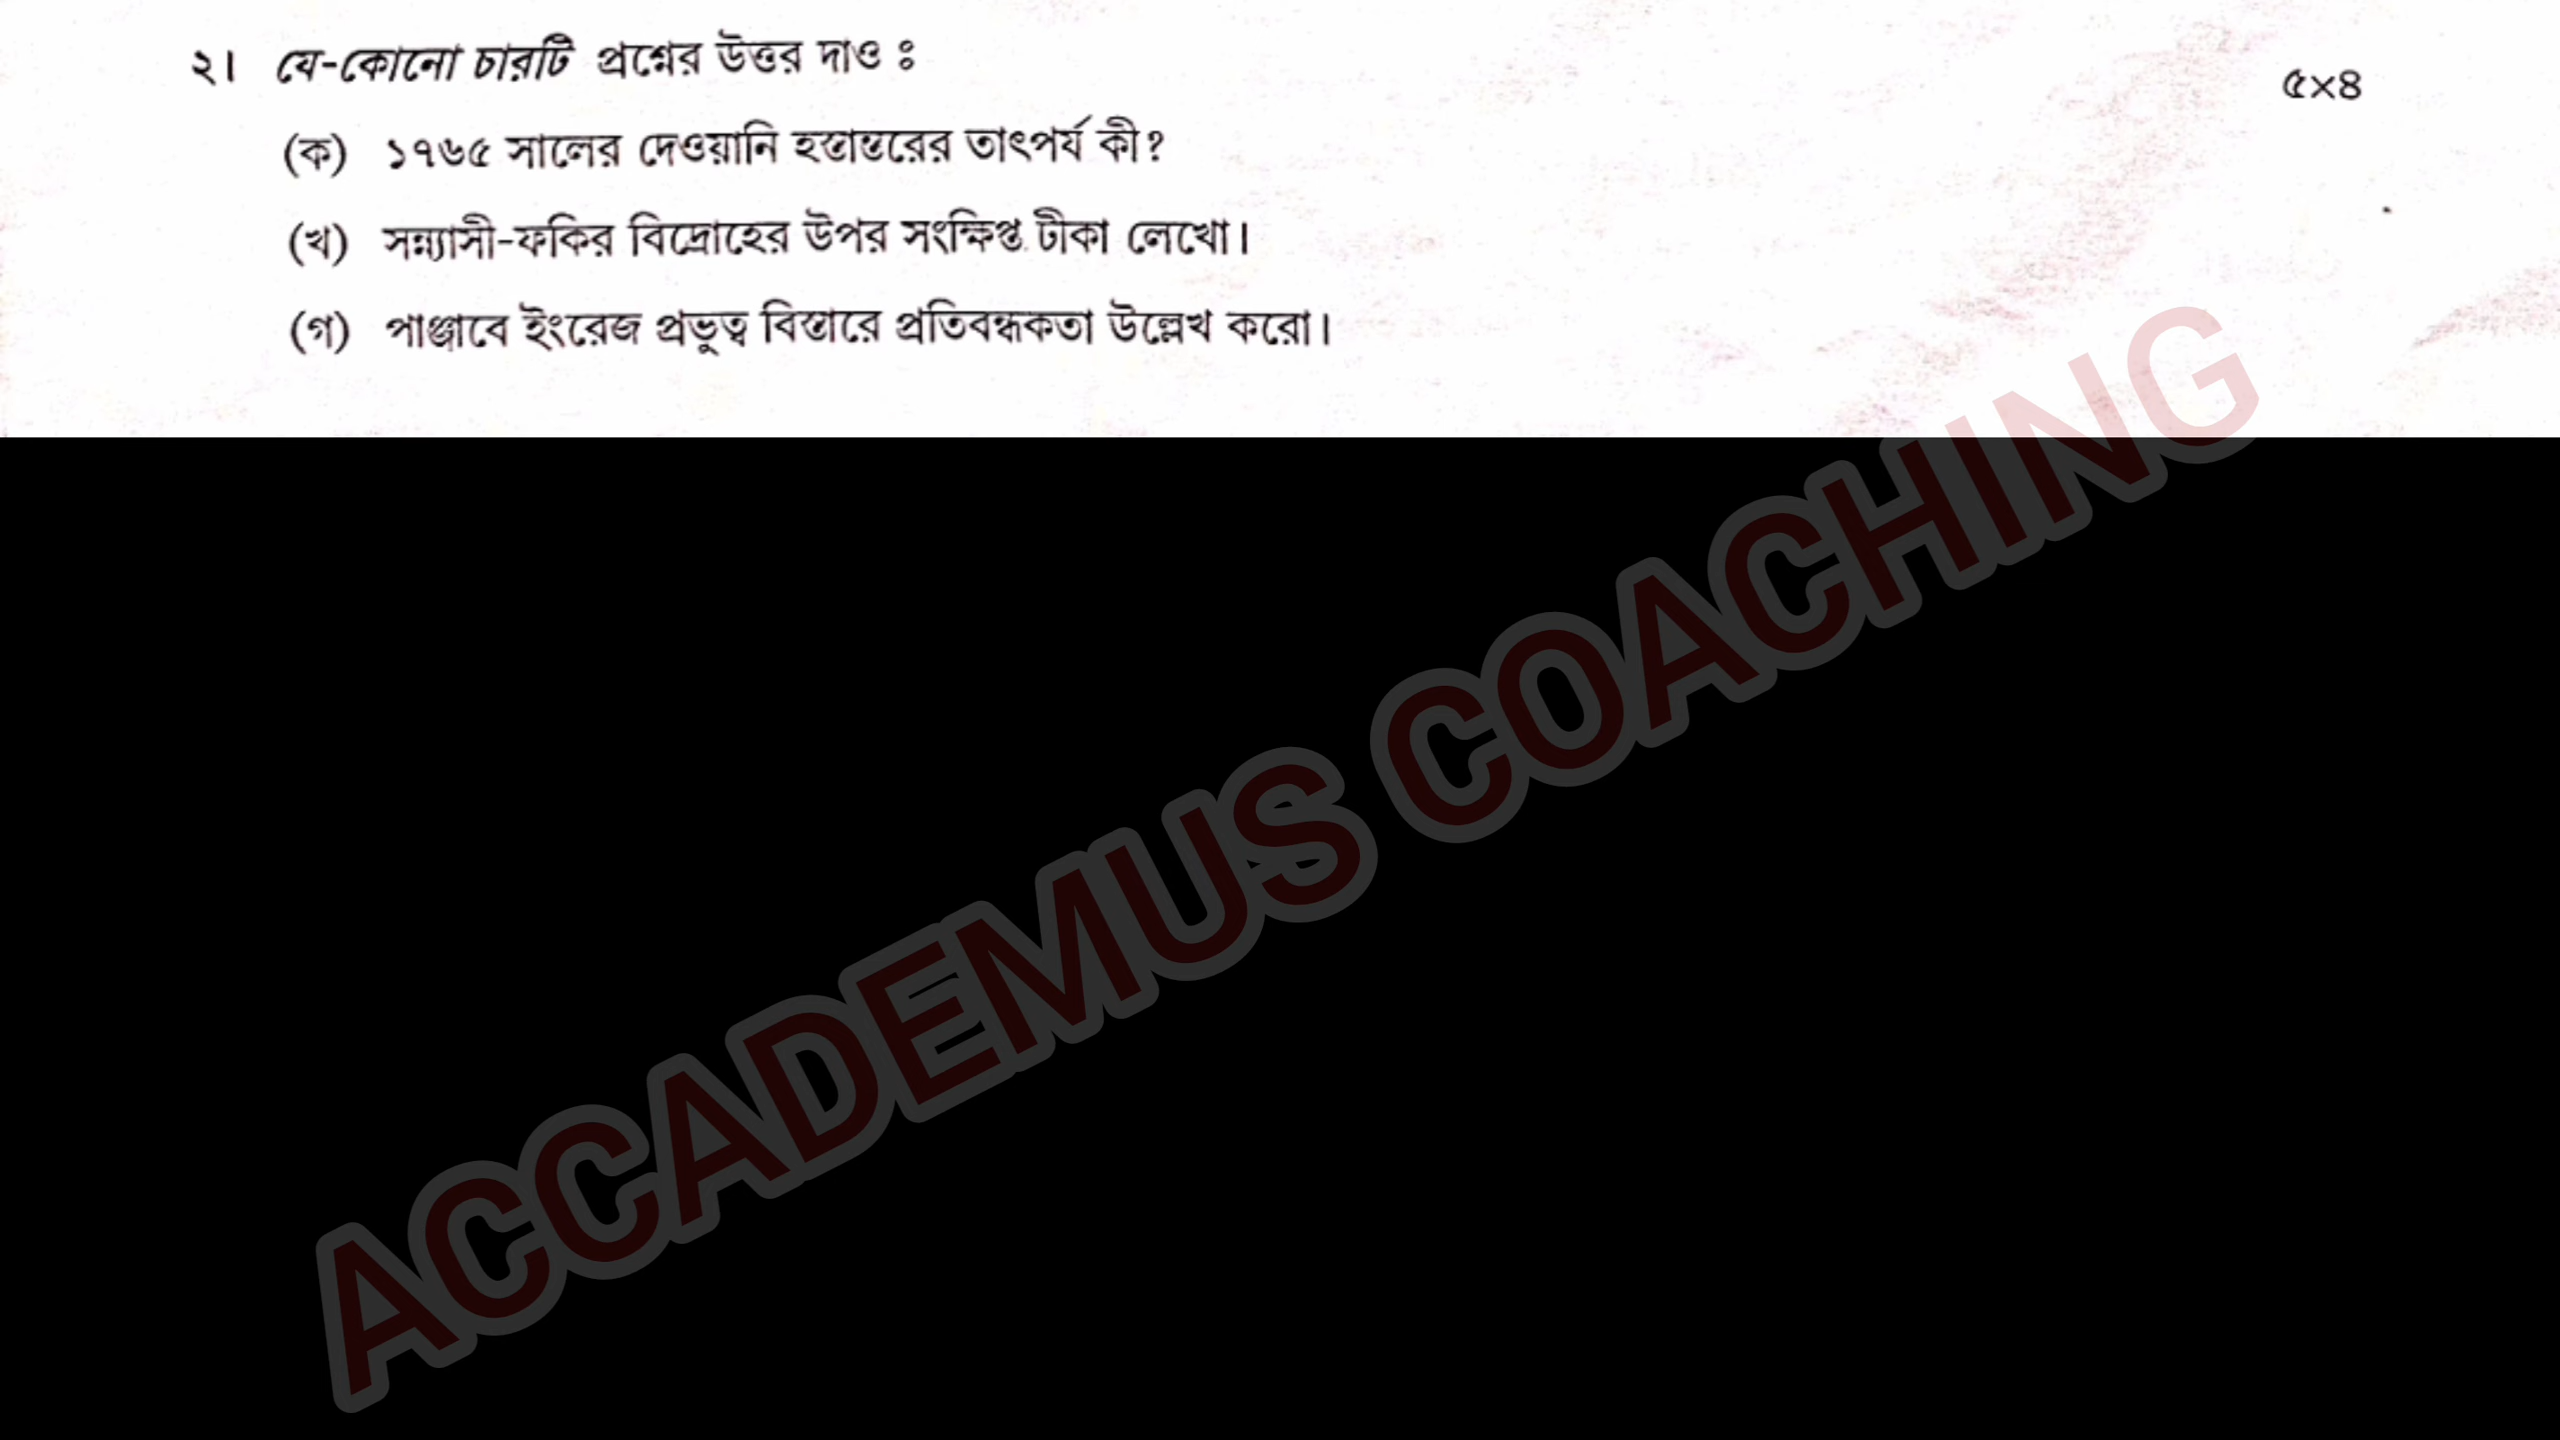 ২। যে-কোনো চারটি প্রশ্নের উত্তর দাও ঃ ৫×৪
(ক) ১৭৬৫ সালের দেওয়ানি হস্তান্তরের তাৎপর্য কী?
(খ) সন্ন্যাসী-ফকির বিদ্রোহের উপর সংক্ষিপ্ত টীকা লেখো।
(গ) পাঞ্জাবে ইংরেজ প্রভুত্ব বিস্তারে প্রতিবন্ধকতা উল্লেখ করো।
ACCADEMUS COACHING